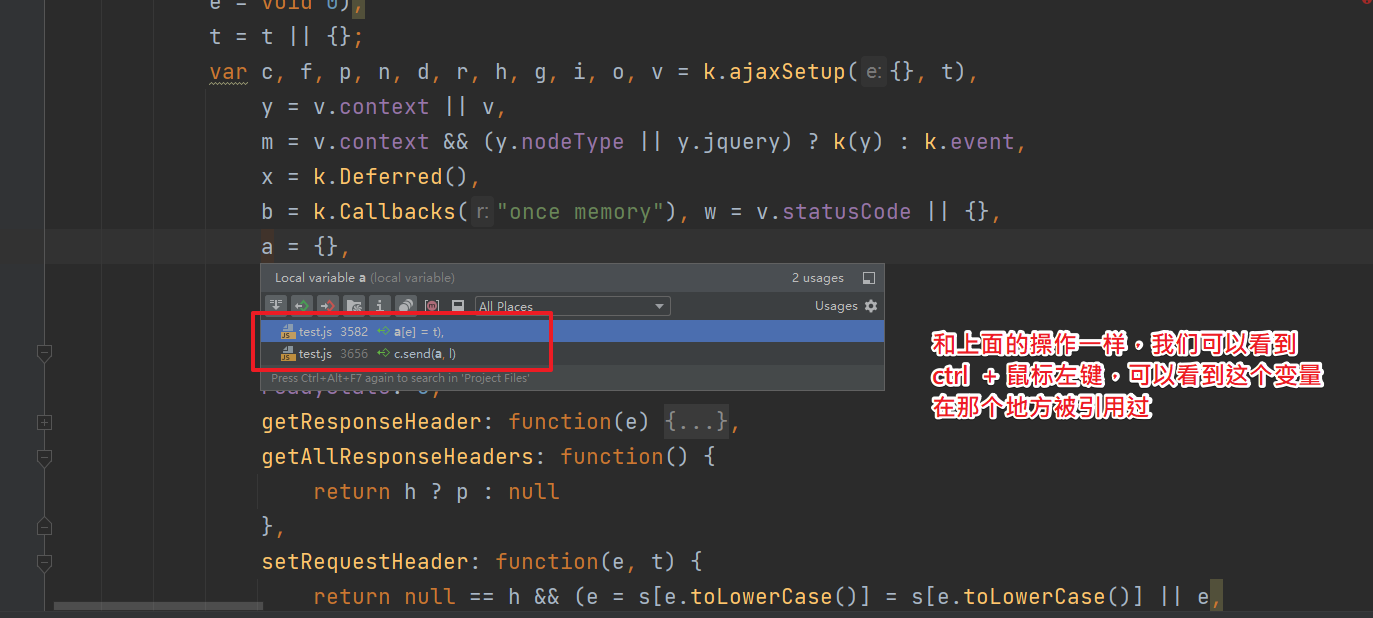 e = void 0),
t = t || {};
var c, f, p, n, d, r, h, g, i, o, v = k.ajaxSetup( e: {}, t),
y = v.context || v,
m = v.context && (y.nodeType || y.jquery) ? k(y) : k.event,
x = k.Deferred(),
b = k.Callbacks( r: "once memory"), w = v.statusCode || {},
a = {},
Local variable a (local variable) 2 usages
All Places Usages
test.js 3582 a[e] = t),
test.js 3656 c.send(a, l)
Press Ctrl+Alt+F7 again to search in 'Project Files'
和上面的操作一样，我们可以看到
ctrl + 鼠标左键，可以看到这个变量
在那个地方被引用过
getResponseHeader: function(e) {...},
getAllResponseHeaders: function() {
return h ? p : null
},
setRequestHeader: function(e, t) {
return null == h && (e = s[e.toLowerCase()] = s[e.toLowerCase()] || e,